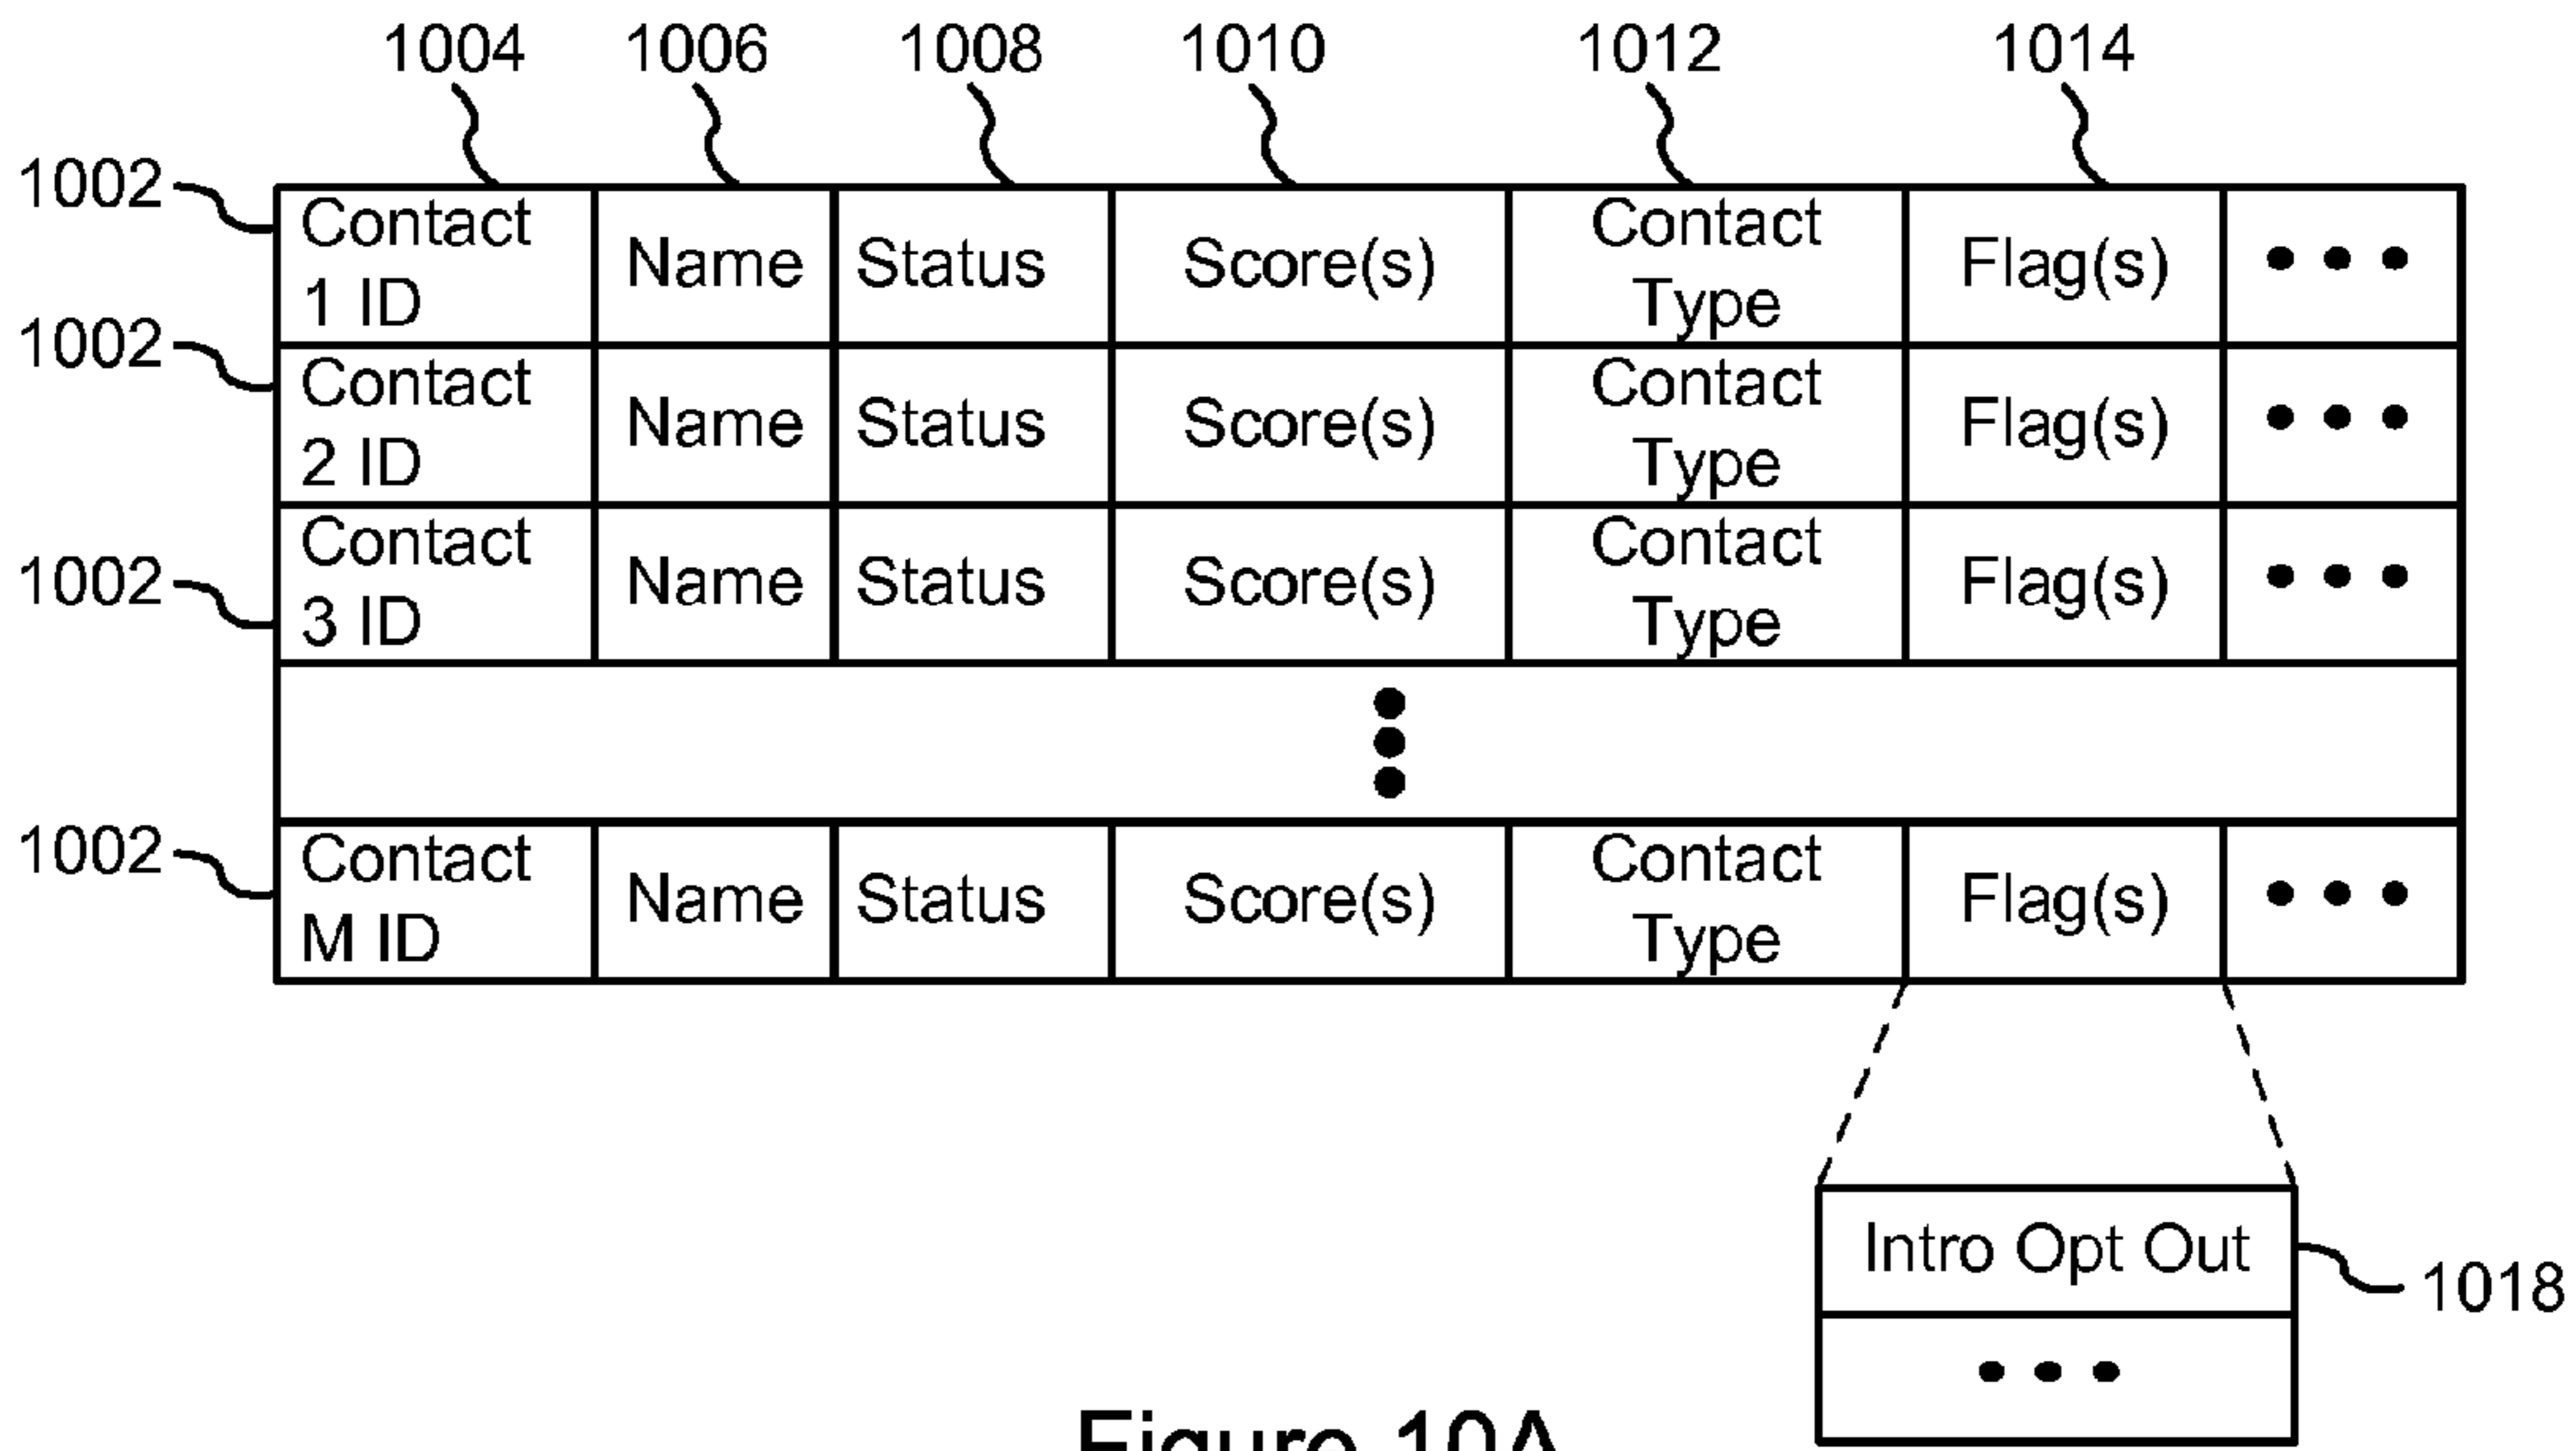 1004 1006 1008 1010 1012 1014
1002
Contact 1 ID Name Status Score(s) Contact Type Flag(s) • • •
1002
Contact 2 ID Name Status Score(s) Contact Type Flag(s) • • •
1002
Contact 3 ID Name Status Score(s) Contact Type Flag(s) • • •
1002
Contact M ID Name Status Score(s) Contact Type Flag(s) • • •
Intro Opt Out
1018
• • •
Figure 10A